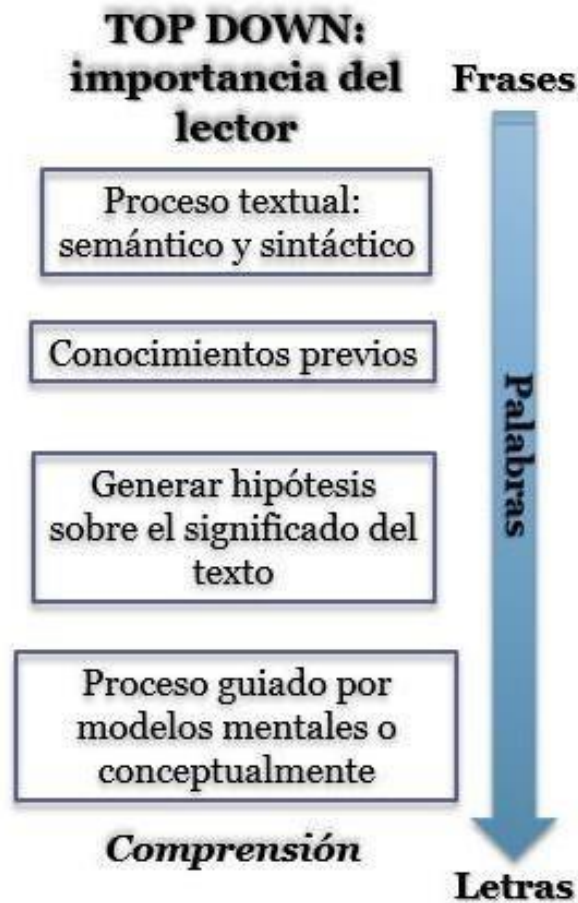 TOP DOWN:
importancia del
lector
Frases
Proceso textual:
semántico y sintáctico
Conocimientos previos
Palabras
Generar hipótesis
sobre el significado del
texto
Proceso guiado por
modelos mentales o
conceptualmente
Comprensión
Letras